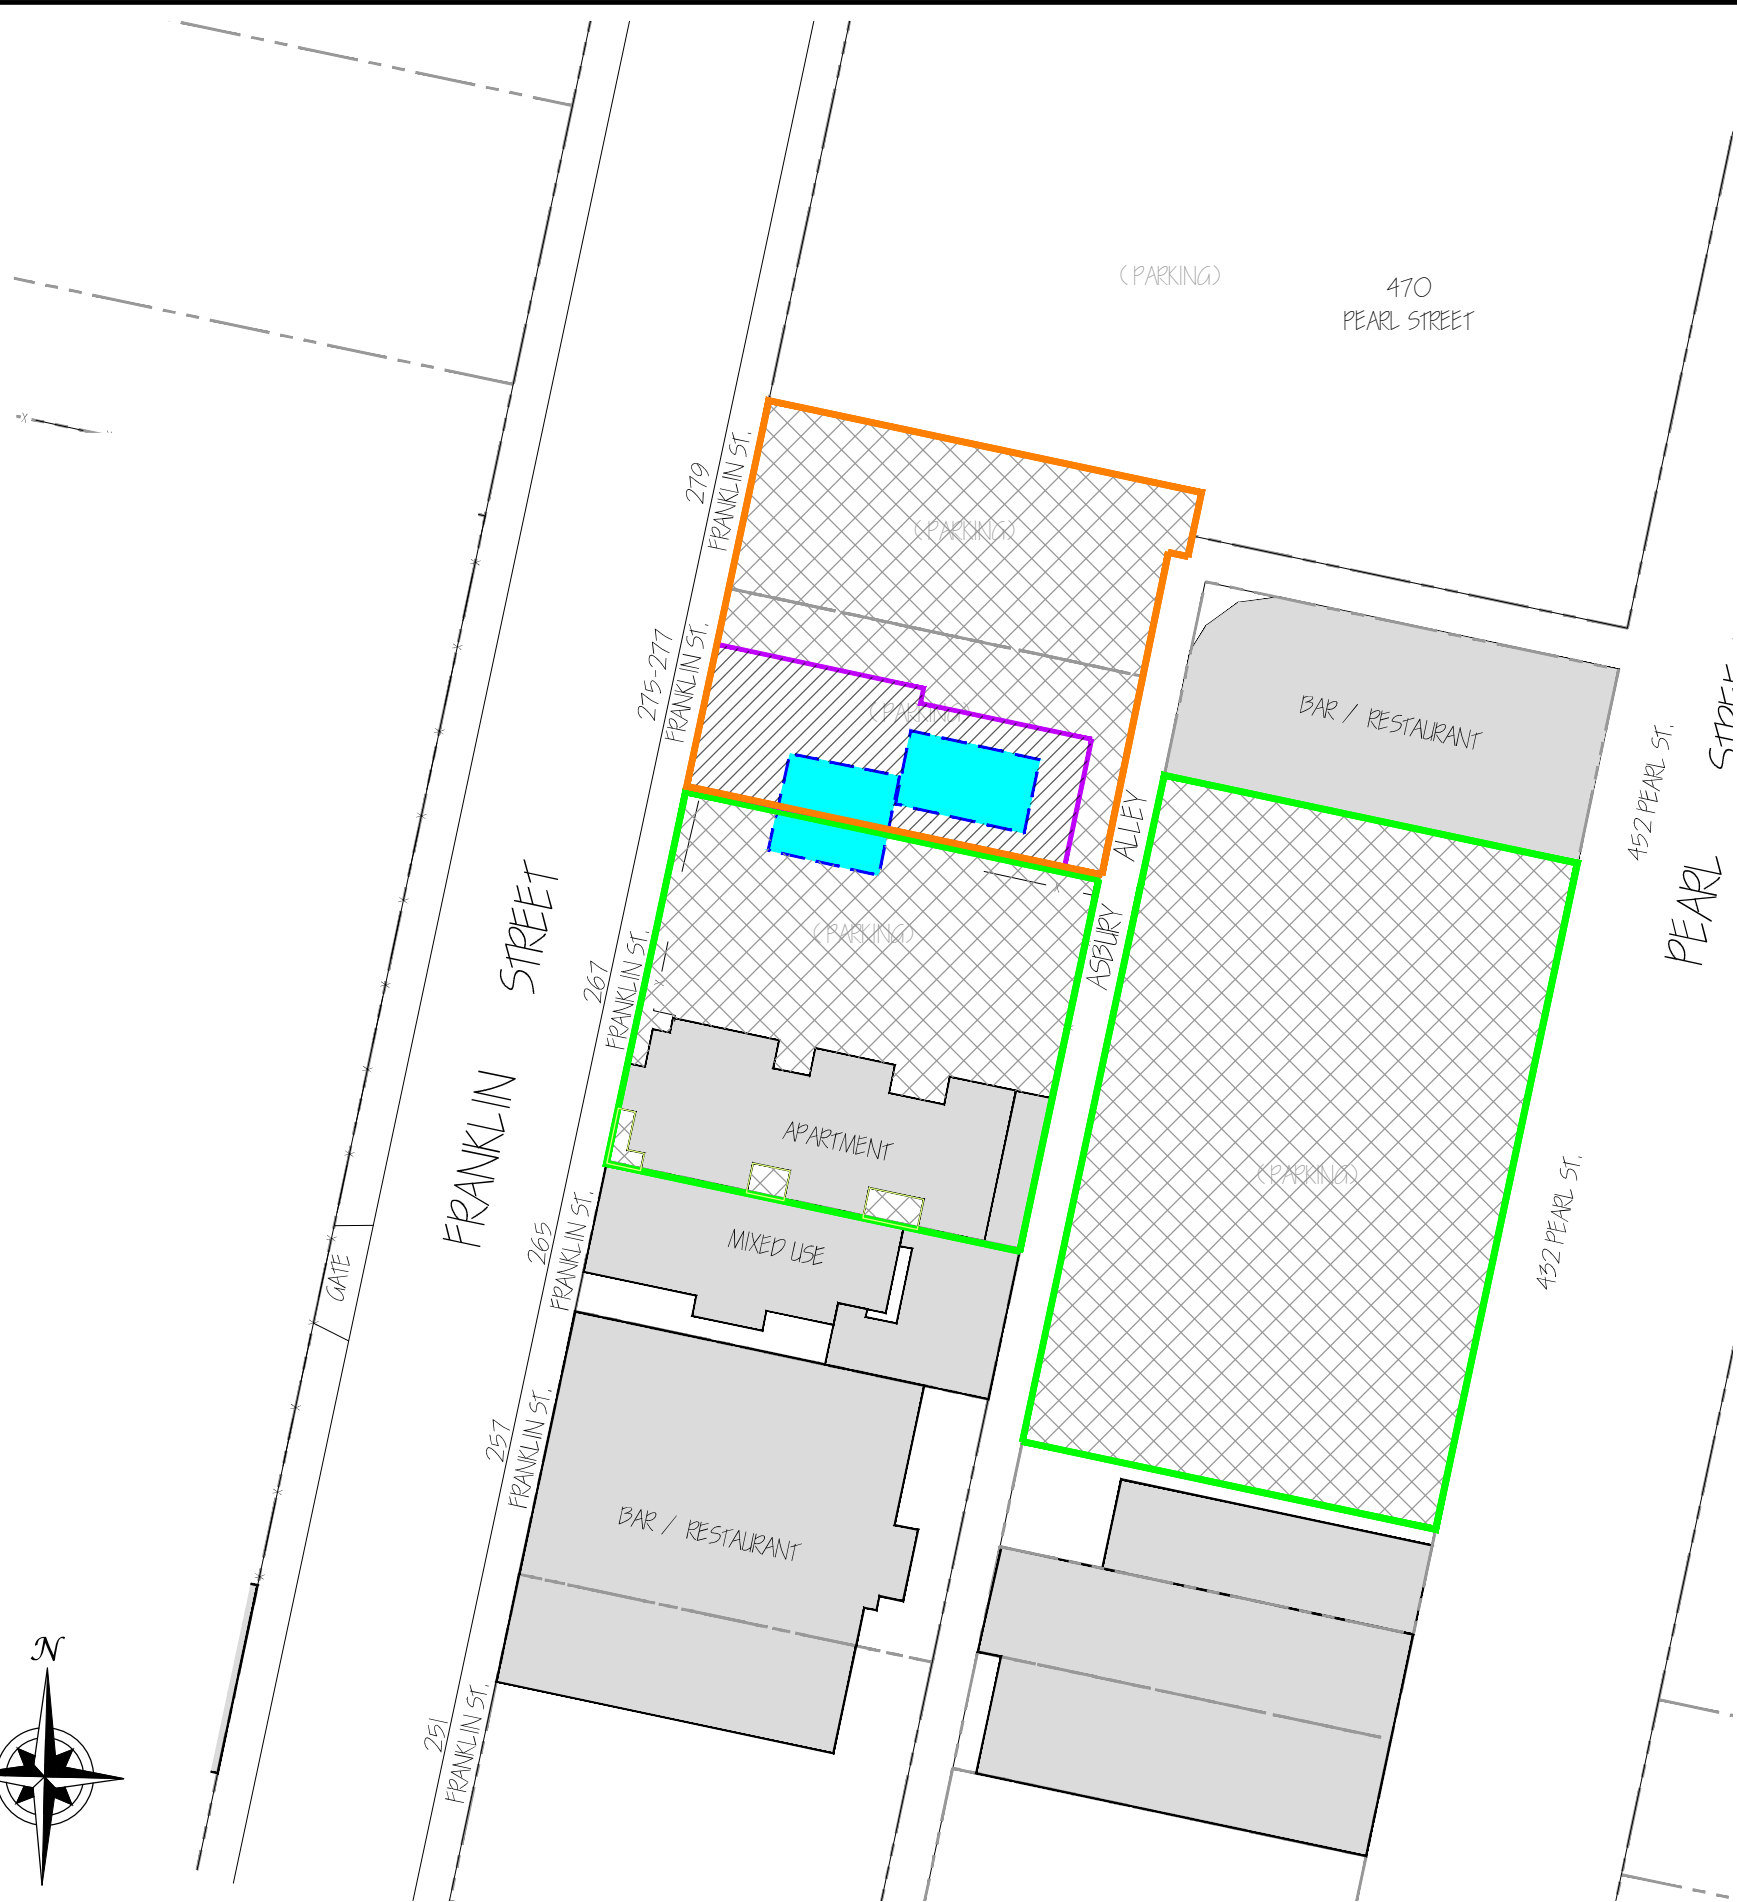 (PARKING)
470
PEARL STREET
279
FRANKLIN ST.
(PARKING)
275-277
FRANKLIN ST.
(PARKING)
BAR / RESTAURANT
452 PEARL ST.
PEARL
ALLEY
ASBURY
STREET
FRANKLIN
267
FRANKLIN ST.
(PARKING)
APARTMENT
(PARKING)
432 PEARL ST.
265
FRANKLIN ST.
MIXED USE
GATE
257
FRANKLIN ST.
BAR / RESTAURANT
251
FRANKLIN ST.
N